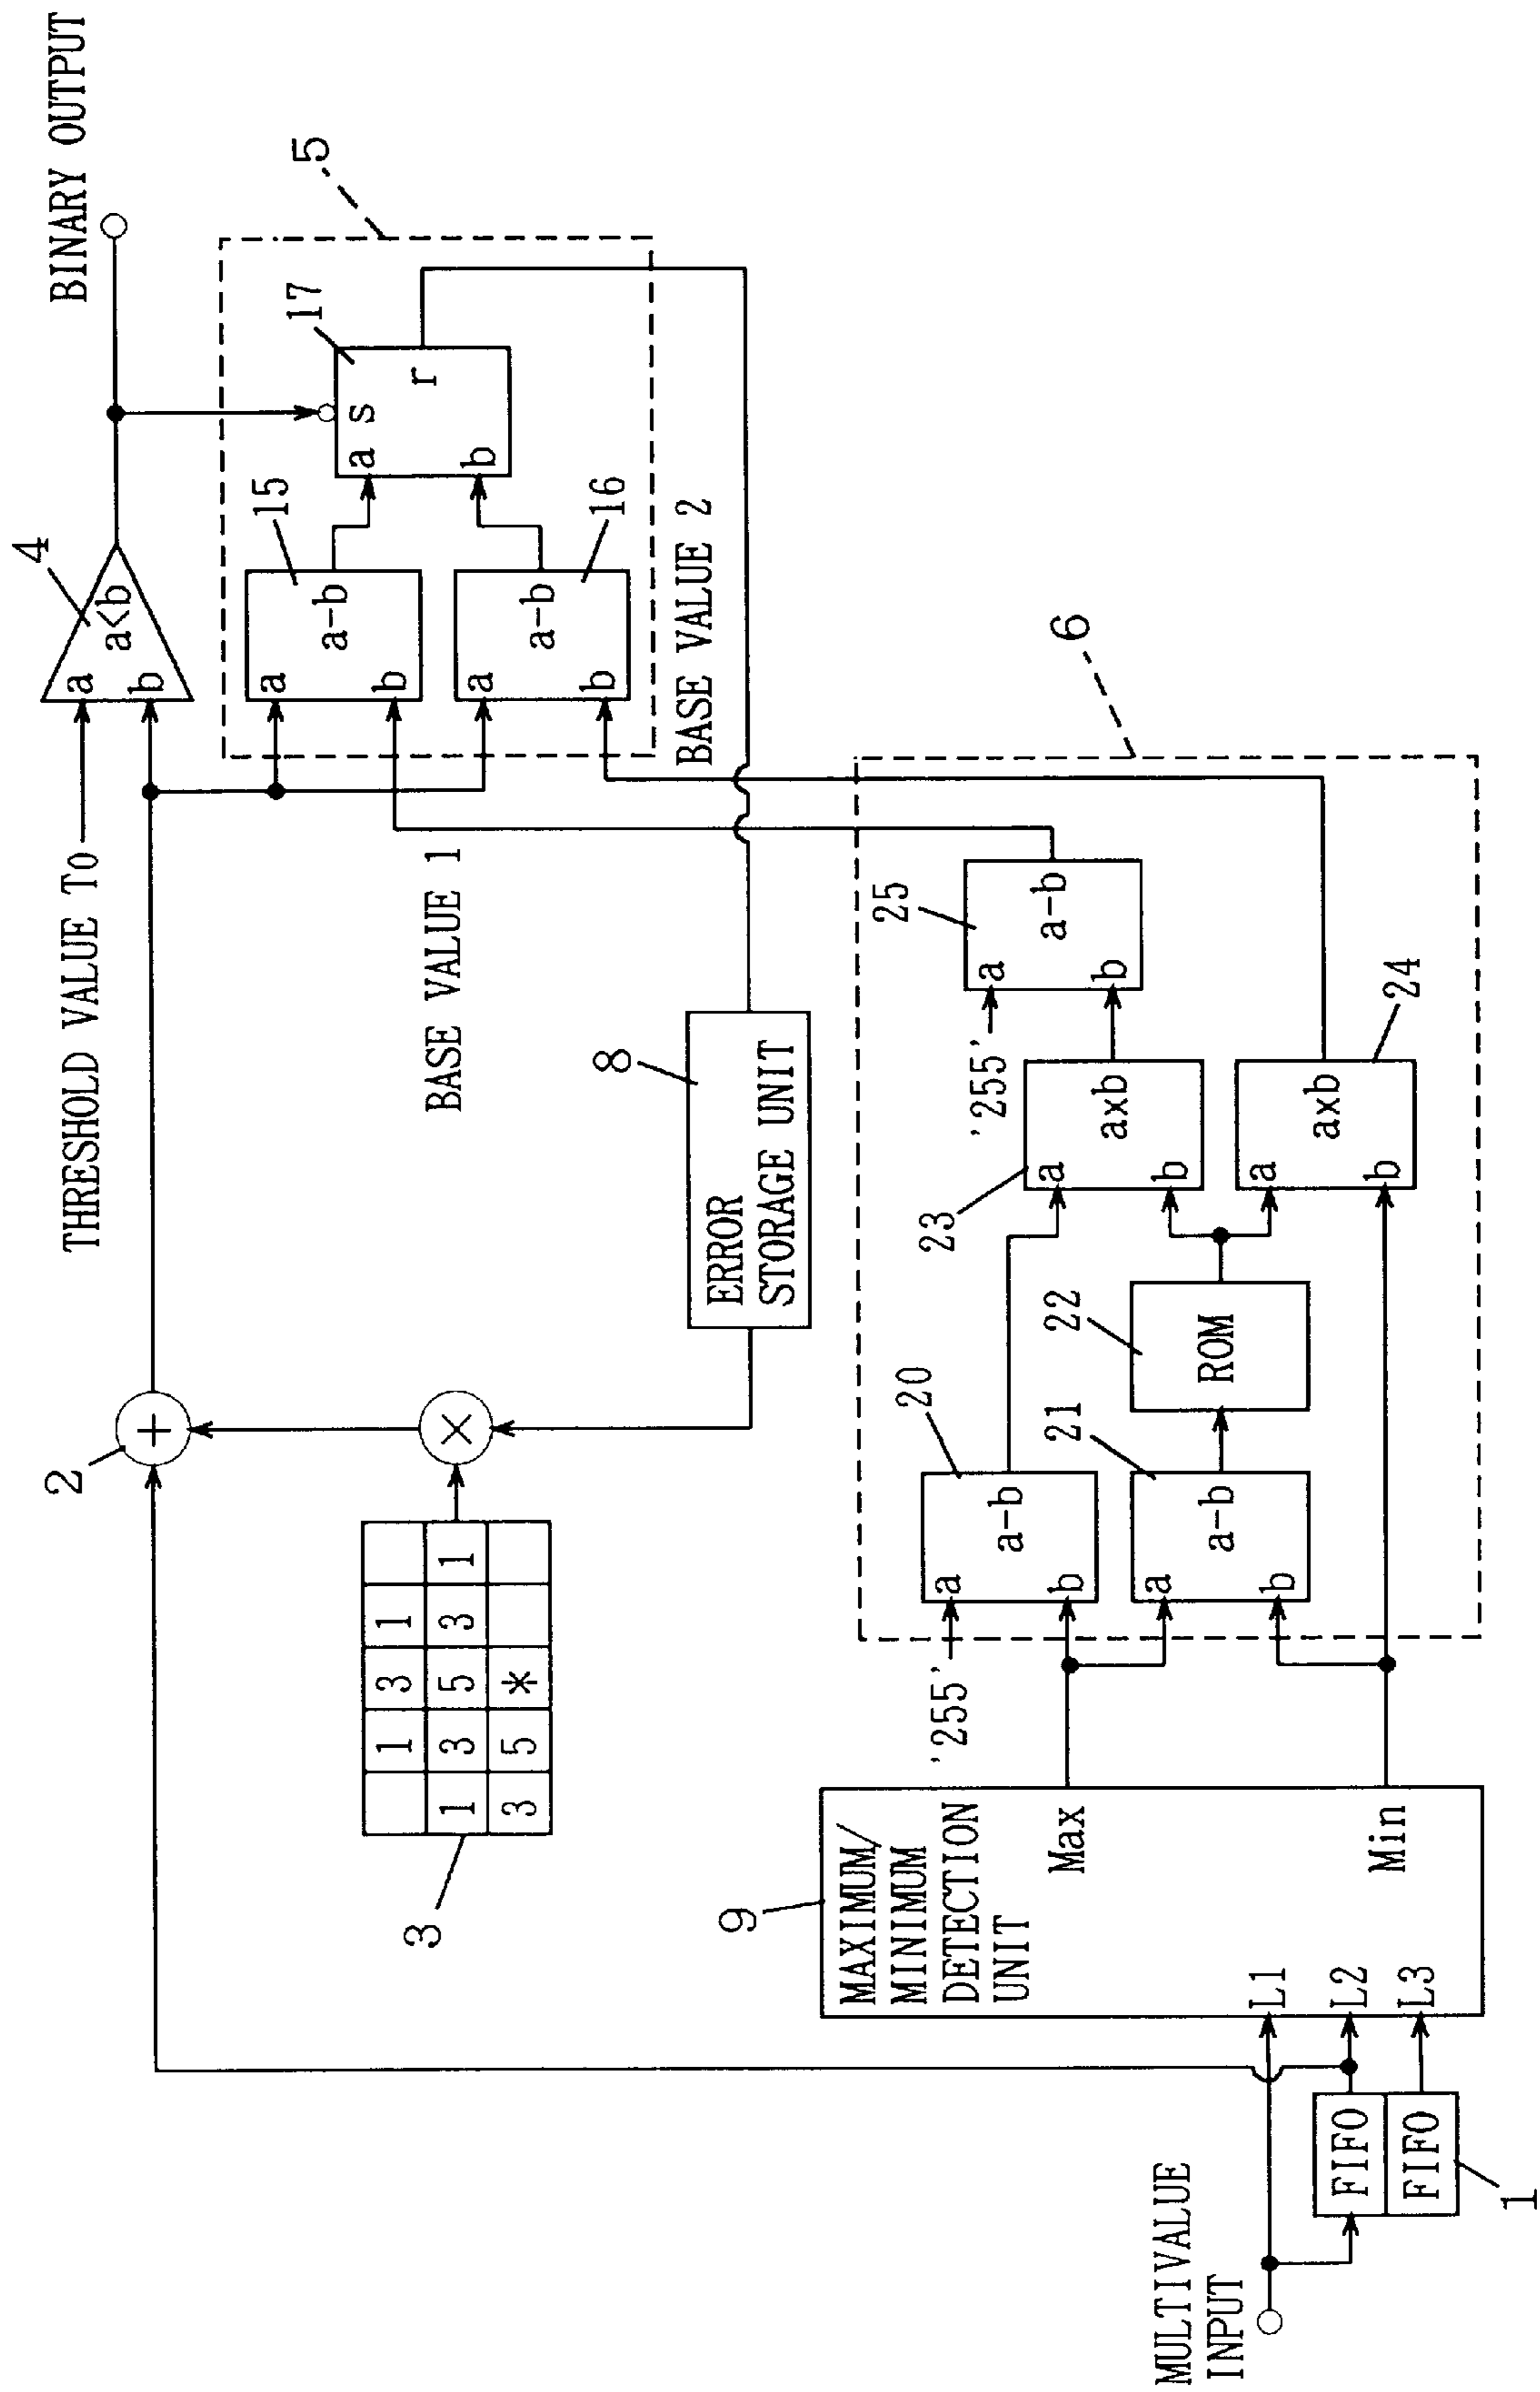 MULTIVALUE
INPUT
FIFO
FIFO
1
MAXIMUM/
MINIMUM
DETECTION
UNIT
9
L1
L2
L3
Max
Min
3
1 3 1
1 3 5 3 1
3 5 *
2
+
×
'255'
a
b
a-b
20
a
b
a-b
21
ROM
22
a
b
axb
23
a
b
axb
24
'255'
a
b
a-b
25
6
ERROR
STORAGE UNIT
8
THRESHOLD VALUE To
BASE VALUE 1
BASE VALUE 2
a
b
a<b
4
a
b
a-b
15
a
b
a-b
16
a
b
s
r
17
5
BINARY OUTPUT